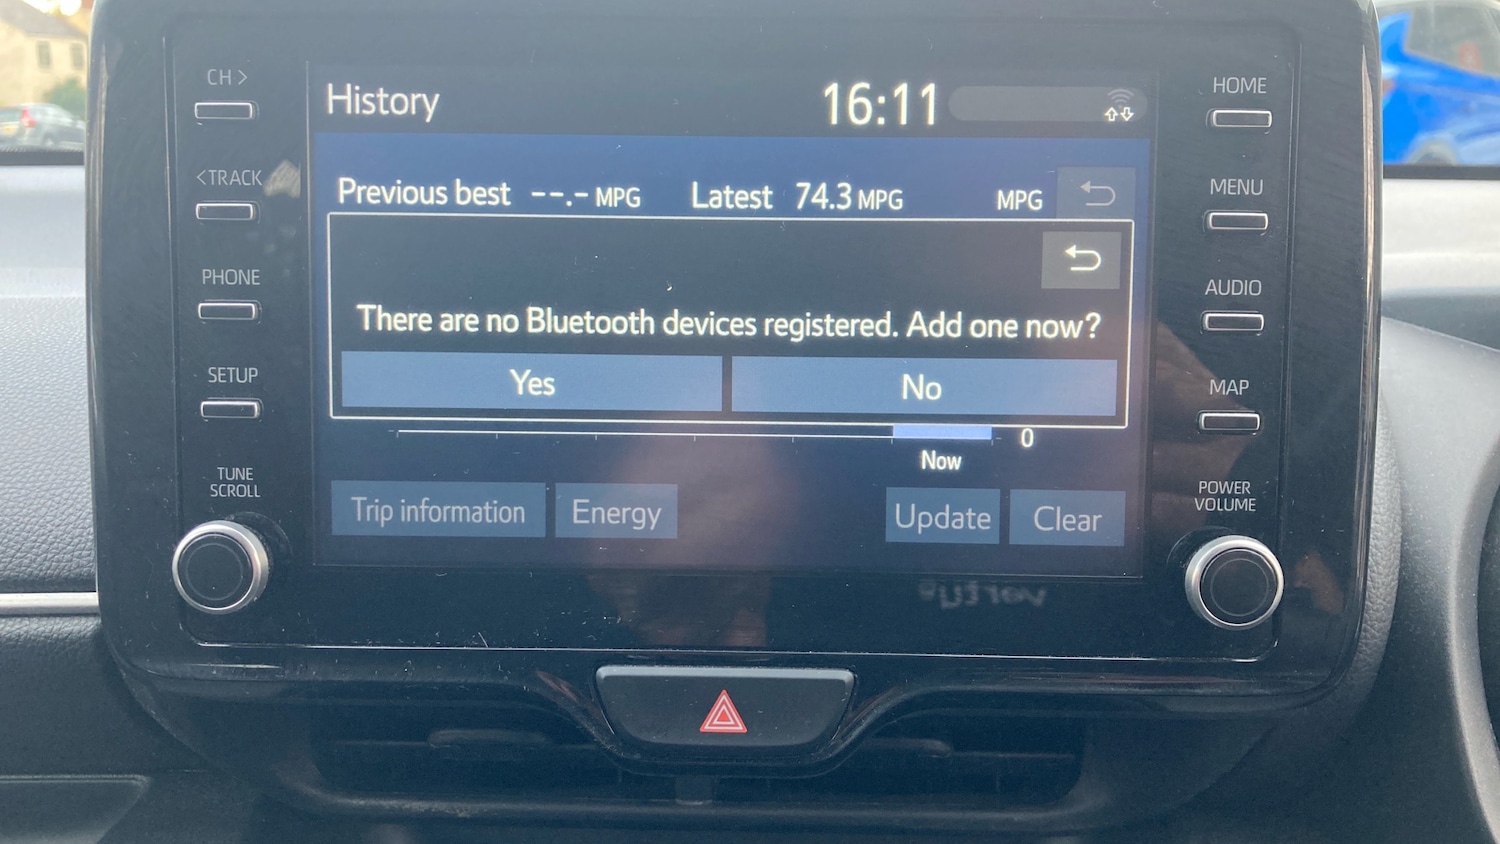 CH >
<TRACK
PHONE
SETUP
TUNE
SCROLL
History
16:11
Previous best --.- MPG Latest 74.3 MPG MPG
There are no Bluetooth devices registered. Add one now?
Yes No
0
Now
Trip information Energy Update Clear
HOME
MENU
AUDIO
MAP
POWER
VOLUME